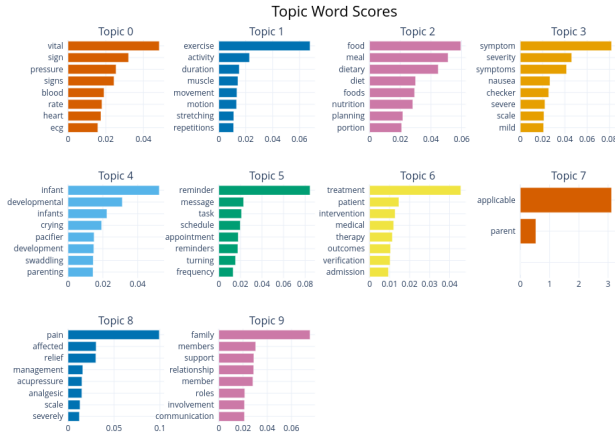 Topic Word Scores
Topic 0
vital
sign
pressure
signs
blood
rate
heart
ecg
0 0.02 0.04
Topic 1
exercise
activity
duration
muscle
movement
motion
stretching
repetitions
0 0.02 0.04 0.06
Topic 2
food
meal
dietary
diet
foods
nutrition
planning
portion
0 0.02 0.04 0.06
Topic 3
symptom
severity
symptoms
nausea
checker
severe
scale
mild
0 0.02 0.04 0.06 0.08
Topic 4
infant
developmental
infants
crying
pacifier
development
swaddling
parenting
0 0.02 0.04
Topic 5
reminder
message
task
schedule
appointment
reminders
turning
frequency
0 0.02 0.04 0.06 0.08
Topic 6
treatment
patient
intervention
medical
therapy
outcomes
verification
admission
0 0.01 0.02 0.03 0.04
Topic 7
applicable
parent
0 1 2 3
Topic 8
pain
affected
relief
management
acupressure
analgesic
scale
severely
0 0.05 0.1
Topic 9
family
members
support
relationship
member
roles
involvement
communication
0 0.02 0.04 0.06